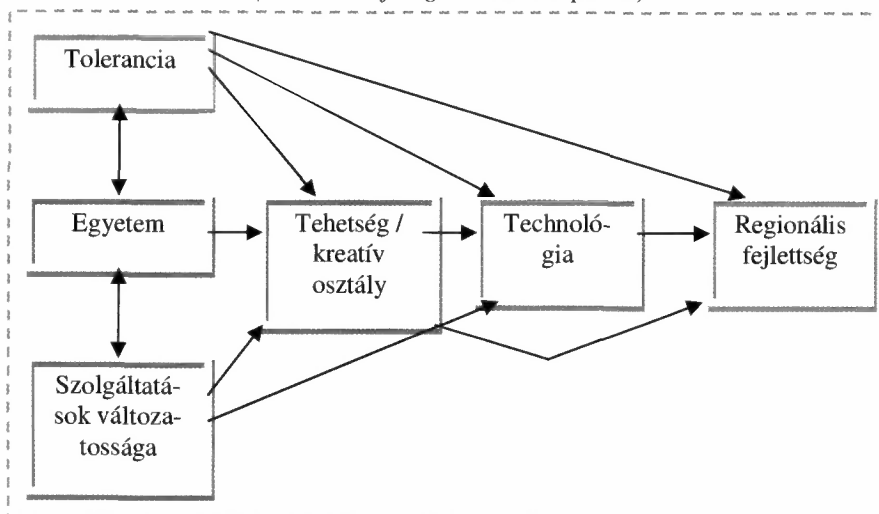 Tolerancia
Egyetem
Tehetség /
kreatív
osztály
Technoló-
gia
Regionális
fejlettség
Szolgáltatá-
sok változa-
tossága